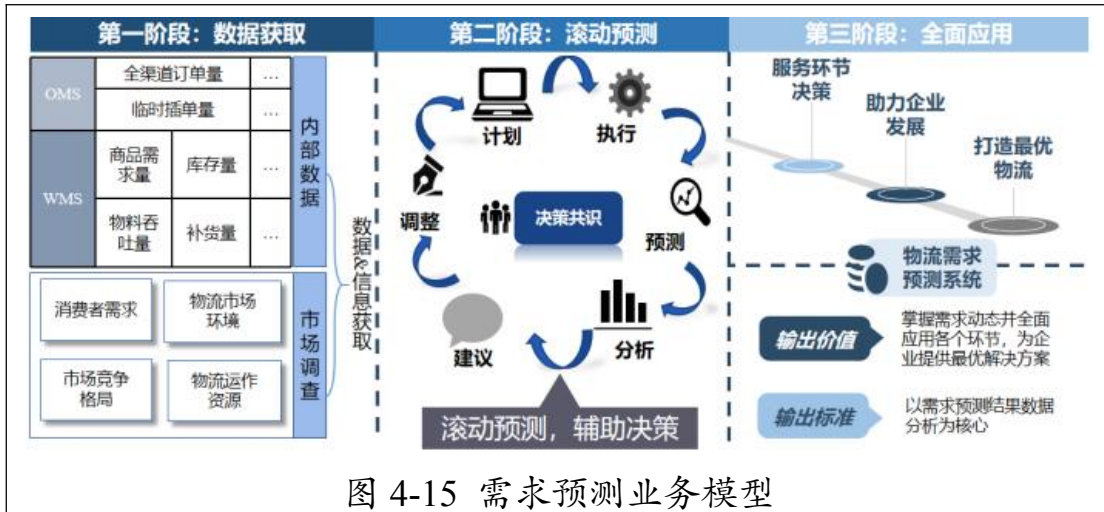 第一阶段：数据获取
第二阶段：滚动预测
第三阶段：全面应用
OMS
全渠道订单量
…
临时插单量
…
WMS
商品需
求量
库存量
…
物料吞
吐量
补货量
…
内部数据
消费者需求
物流市场
环境
市场竞争
格局
物流运作
资源
市场调查
数据&信息获取
计划
执行
调整
决策共识
预测
建议
分析
滚动预测，辅助决策
服务环节
决策
助力企业
发展
打造最优
物流
物流需求
预测系统
输出价值
掌握需求动态并全面
应用各个环节，为企
业提供最优解决方案
输出标准
以需求预测结果数据
分析为核心
图 4-15 需求预测业务模型